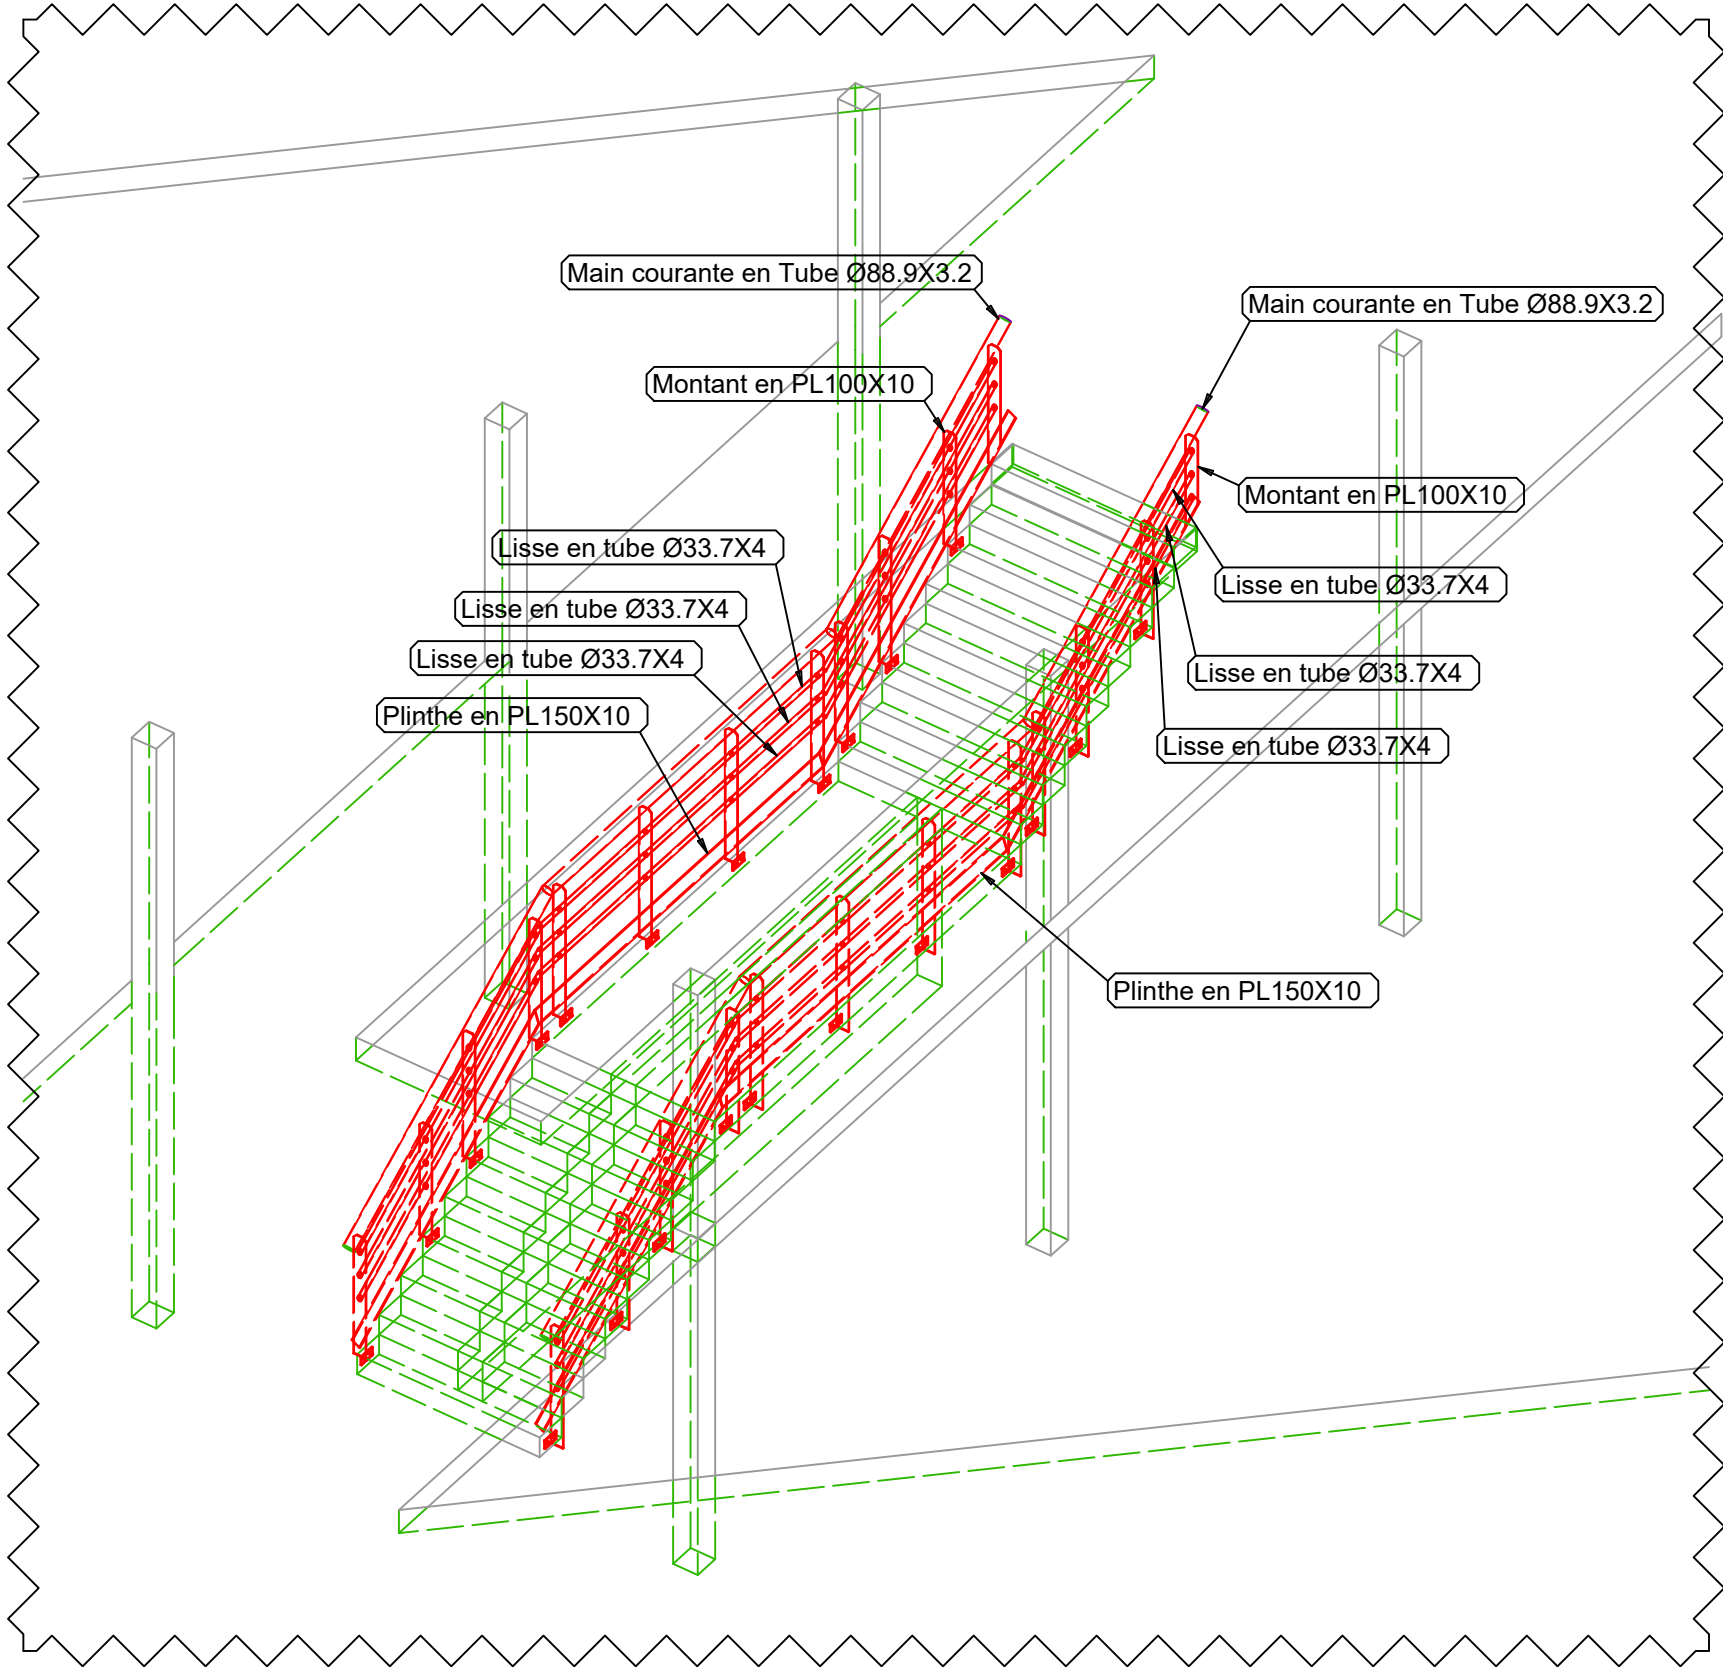 Main courante en Tube Ø88.9X3.2
Main courante en Tube Ø88.9X3.2
Montant en PL100X10
Montant en PL100X10
Lisse en tube Ø33.7X4
Lisse en tube Ø33.7X4
Lisse en tube Ø33.7X4
Lisse en tube Ø33.7X4
Lisse en tube Ø33.7X4
Plinthe en PL150X10
Lisse en tube Ø33.7X4
Plinthe en PL150X10